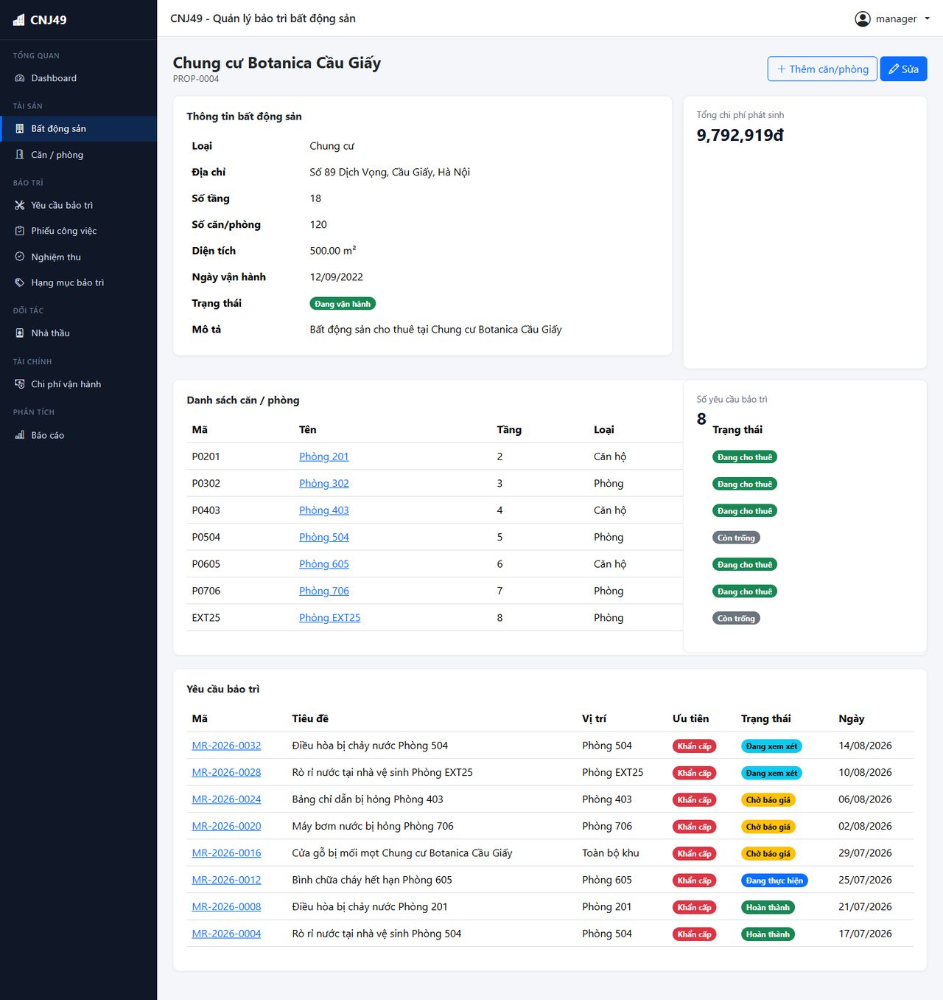 CNJ49
TỔNG QUAN
Dashboard
TÀI SẢN
Bất động sản
Căn / phòng
BẢO TRÌ
Yêu cầu bảo trì
Phiếu công việc
Nghiệm thu
Hạng mục bảo trì
ĐỐI TÁC
Nhà thầu
TÀI CHÍNH
Chi phí vận hành
PHÂN TÍCH
Báo cáo
CNJ49 - Quản lý bảo trì bất động sản
manager
Chung cư Botanica Cầu Giấy
PROP-0004
Thêm căn/phòng
Sửa
Thông tin bất động sản
Loại Chung cư
Địa chỉ Số 89 Dịch Vọng, Cầu Giấy, Hà Nội
Số tầng 18
Số căn/phòng 120
Diện tích 500.00 m²
Ngày vận hành 12/09/2022
Trạng thái Đang vận hành
Mô tả Bất động sản cho thuê tại Chung cư Botanica Cầu Giấy
Tổng chi phí phát sinh
9,792,919đ
Số yêu cầu bảo trì
8
Danh sách căn / phòng
Mã Tên Tầng Loại Trạng thái
P0201 Phòng 201 2 Căn hộ Đang cho thuê
P0302 Phòng 302 3 Phòng Đang cho thuê
P0403 Phòng 403 4 Căn hộ Đang cho thuê
P0504 Phòng 504 5 Phòng Còn trống
P0605 Phòng 605 6 Căn hộ Đang cho thuê
P0706 Phòng 706 7 Phòng Đang cho thuê
EXT25 Phòng EXT25 8 Phòng Còn trống
Yêu cầu bảo trì
Mã Tiêu đề Vị trí Ưu tiên Trạng thái Ngày
MR-2026-0032 Điều hòa bị chảy nước Phòng 504 Phòng 504 Khẩn cấp Đang xem xét 14/08/2026
MR-2026-0028 Rò rỉ nước tại nhà vệ sinh Phòng EXT25 Phòng EXT25 Khẩn cấp Đang xem xét 10/08/2026
MR-2026-0024 Bảng chỉ dẫn bị hỏng Phòng 403 Phòng 403 Khẩn cấp Chờ báo giá 06/08/2026
MR-2026-0020 Máy bơm nước bị hỏng Phòng 706 Phòng 706 Khẩn cấp Chờ báo giá 02/08/2026
MR-2026-0016 Cửa gỗ bị mối mọt Chung cư Botanica Cầu Giấy Toàn bộ khu Khẩn cấp Chờ báo giá 29/07/2026
MR-2026-0012 Bình chữa cháy hết hạn Phòng 605 Phòng 605 Khẩn cấp Đang thực hiện 25/07/2026
MR-2026-0008 Điều hòa bị chảy nước Phòng 201 Phòng 201 Khẩn cấp Hoàn thành 21/07/2026
MR-2026-0004 Rò rỉ nước tại nhà vệ sinh Phòng 504 Phòng 504 Khẩn cấp Hoàn thành 17/07/2026